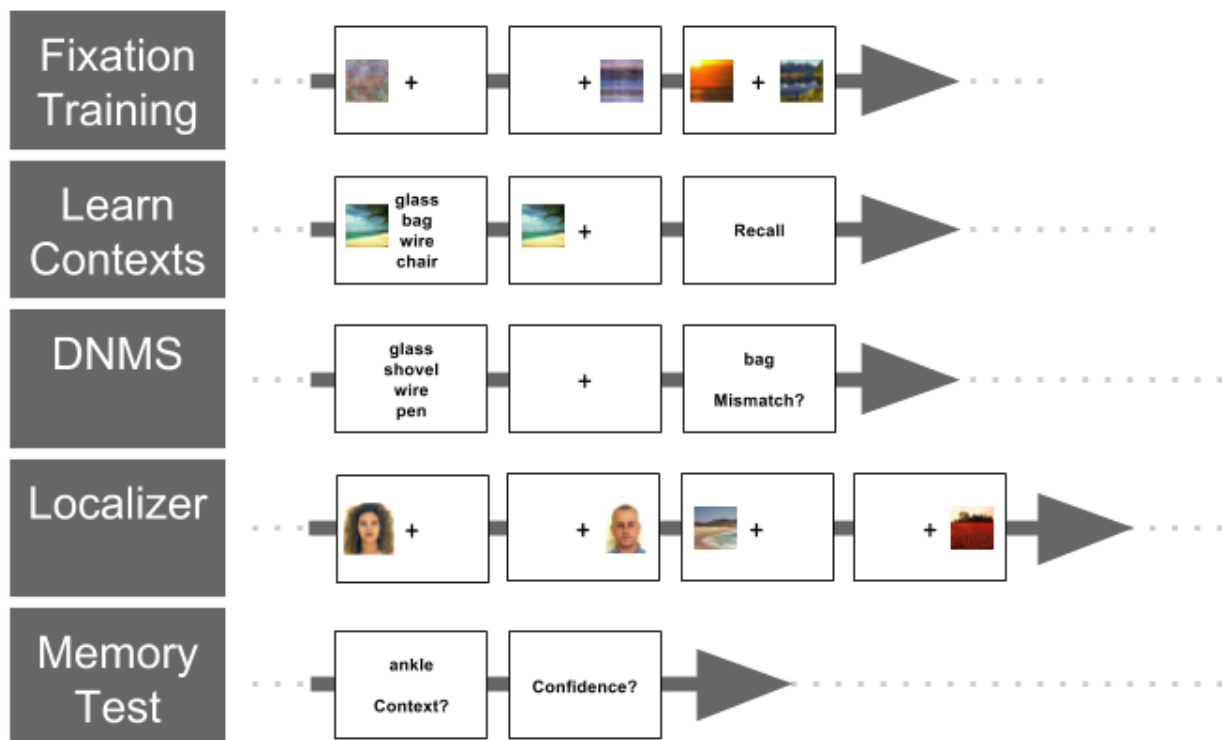 Fixation
Training
+
+
+
Learn
Contexts
glass
bag
wire
chair
+
Recall
DNMS
glass
shovel
wire
pen
+
bag
Mismatch?
Localizer
+
+
+
+
Memory
Test
ankle
Context?
Confidence?